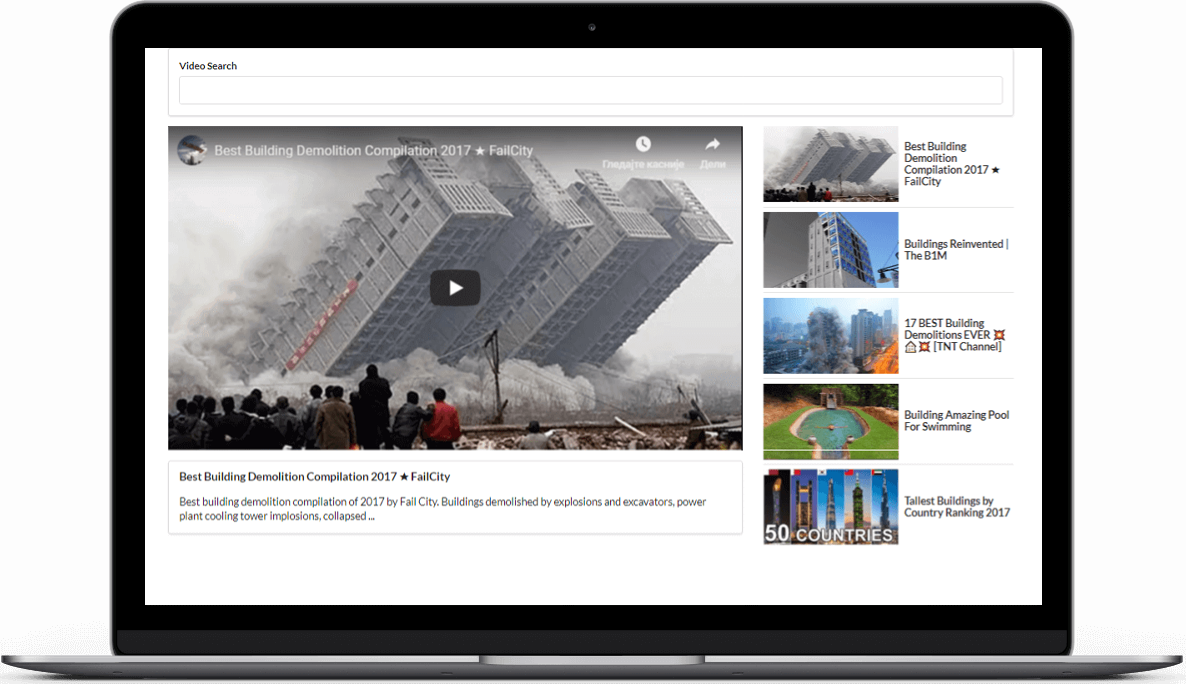 Video Search
Best Building Demolition Compilation 2017 ★ FailCity
Гледајте касније
Дели
Best Building Demolition Compilation 2017 ★ FailCity
Best building demolition compilation of 2017 by Fail City. Buildings demolished by explosions and excavators, power
plant cooling tower implosions, collapsed ...
Best Building
Demolition
Compilation 2017 ★
FailCity
Buildings Reinvented |
The B1M
17 BEST Building
Demolitions EVER 💥
🏚💥 [TNT Channel]
Building Amazing Pool
For Swimming
50 COUNTRIES
Tallest Buildings by
Country Ranking 2017